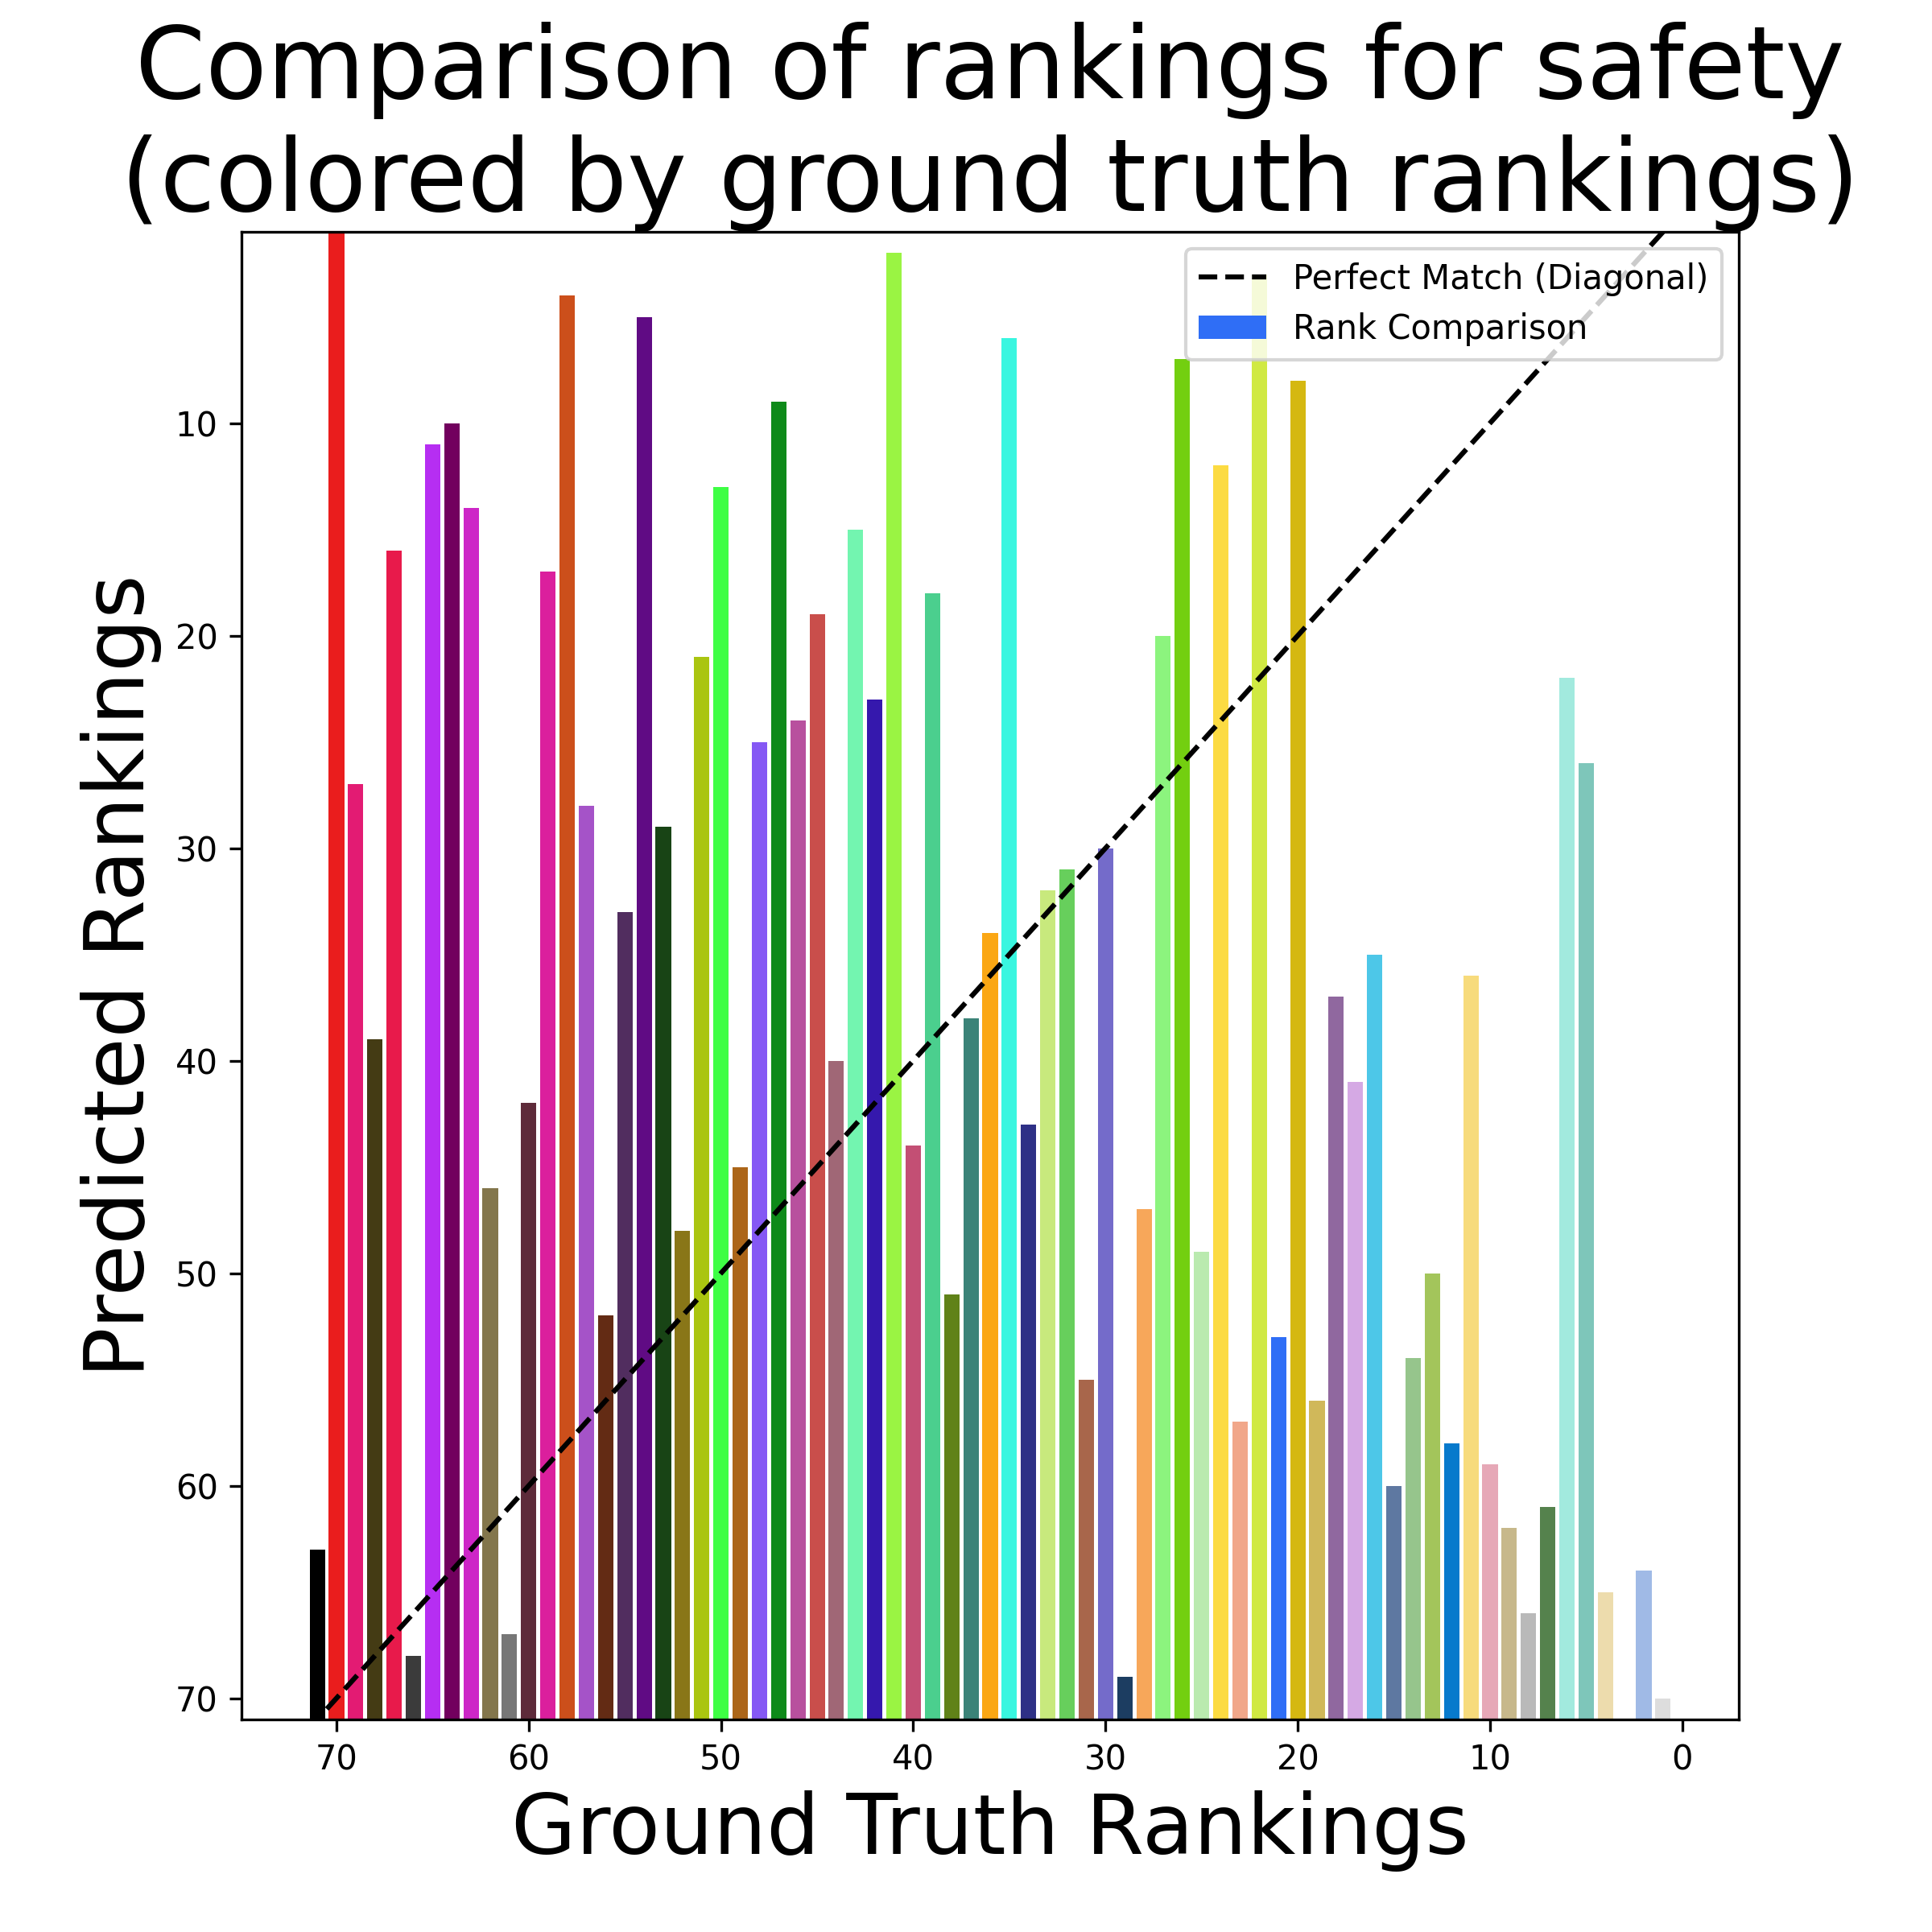 Comparison of rankings for safety
(colored by ground truth rankings)
Perfect Match (Diagonal)
Rank Comparison
Predicted Rankings
10
20
30
40
50
60
70
70 60 50 40 30 20 10 0
Ground Truth Rankings